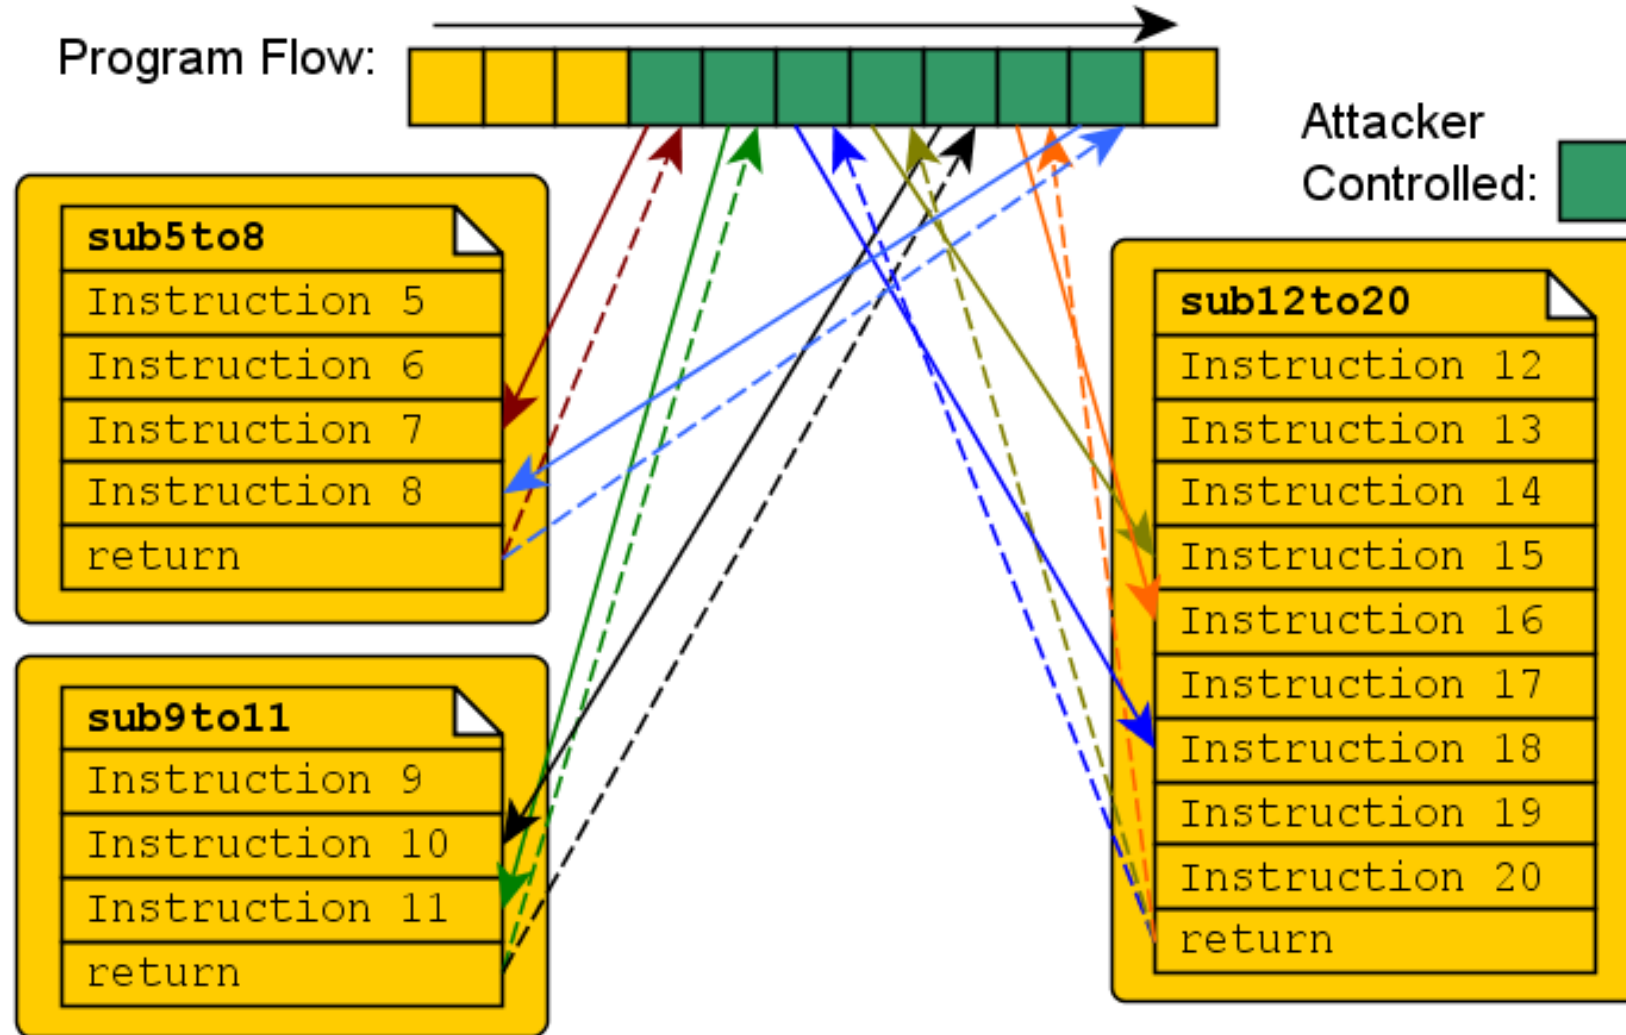 Program Flow:
Attacker
Controlled:
sub5to8
Instruction 5
Instruction 6
Instruction 7
Instruction 8
return
sub9to11
Instruction 9
Instruction 10
Instruction 11
return
sub12to20
Instruction 12
Instruction 13
Instruction 14
Instruction 15
Instruction 16
Instruction 17
Instruction 18
Instruction 19
Instruction 20
return